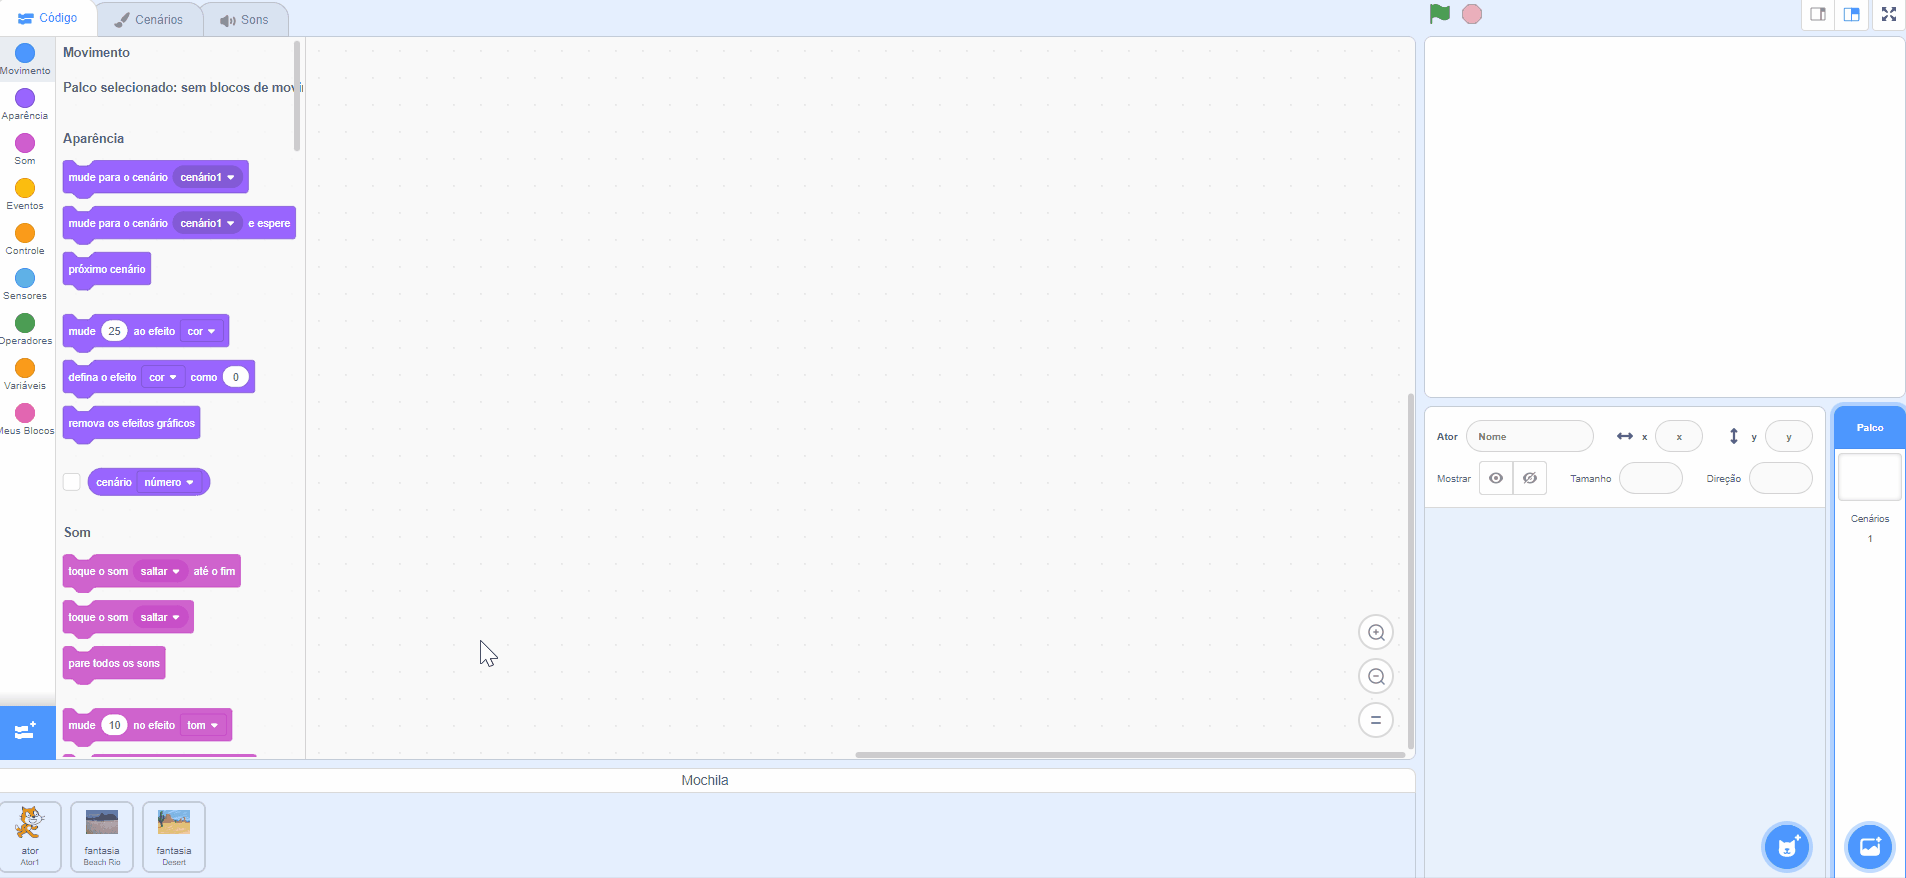 Código
Cenários
Sons
Movimento
Aparência
Som
Eventos
Controle
Sensores
Operadores
Variáveis
Meus Blocos
Movimento
Palco selecionado: sem blocos de movi
Aparência
mude para o cenário cenário1
mude para o cenário cenário1 e espere
próximo cenário
mude 25 ao efeito cor
defina o efeito cor como 0
remova os efeitos gráficos
cenário número
Som
toque o som saltar até o fim
toque o som saltar
pare todos os sons
mude 10 no efeito tom
Mochila
ator
Ator1
fantasia
Beach Rio
fantasia
Desert
Ator Nome x x y y
Mostrar Tamanho Direção
Palco
Cenários
1